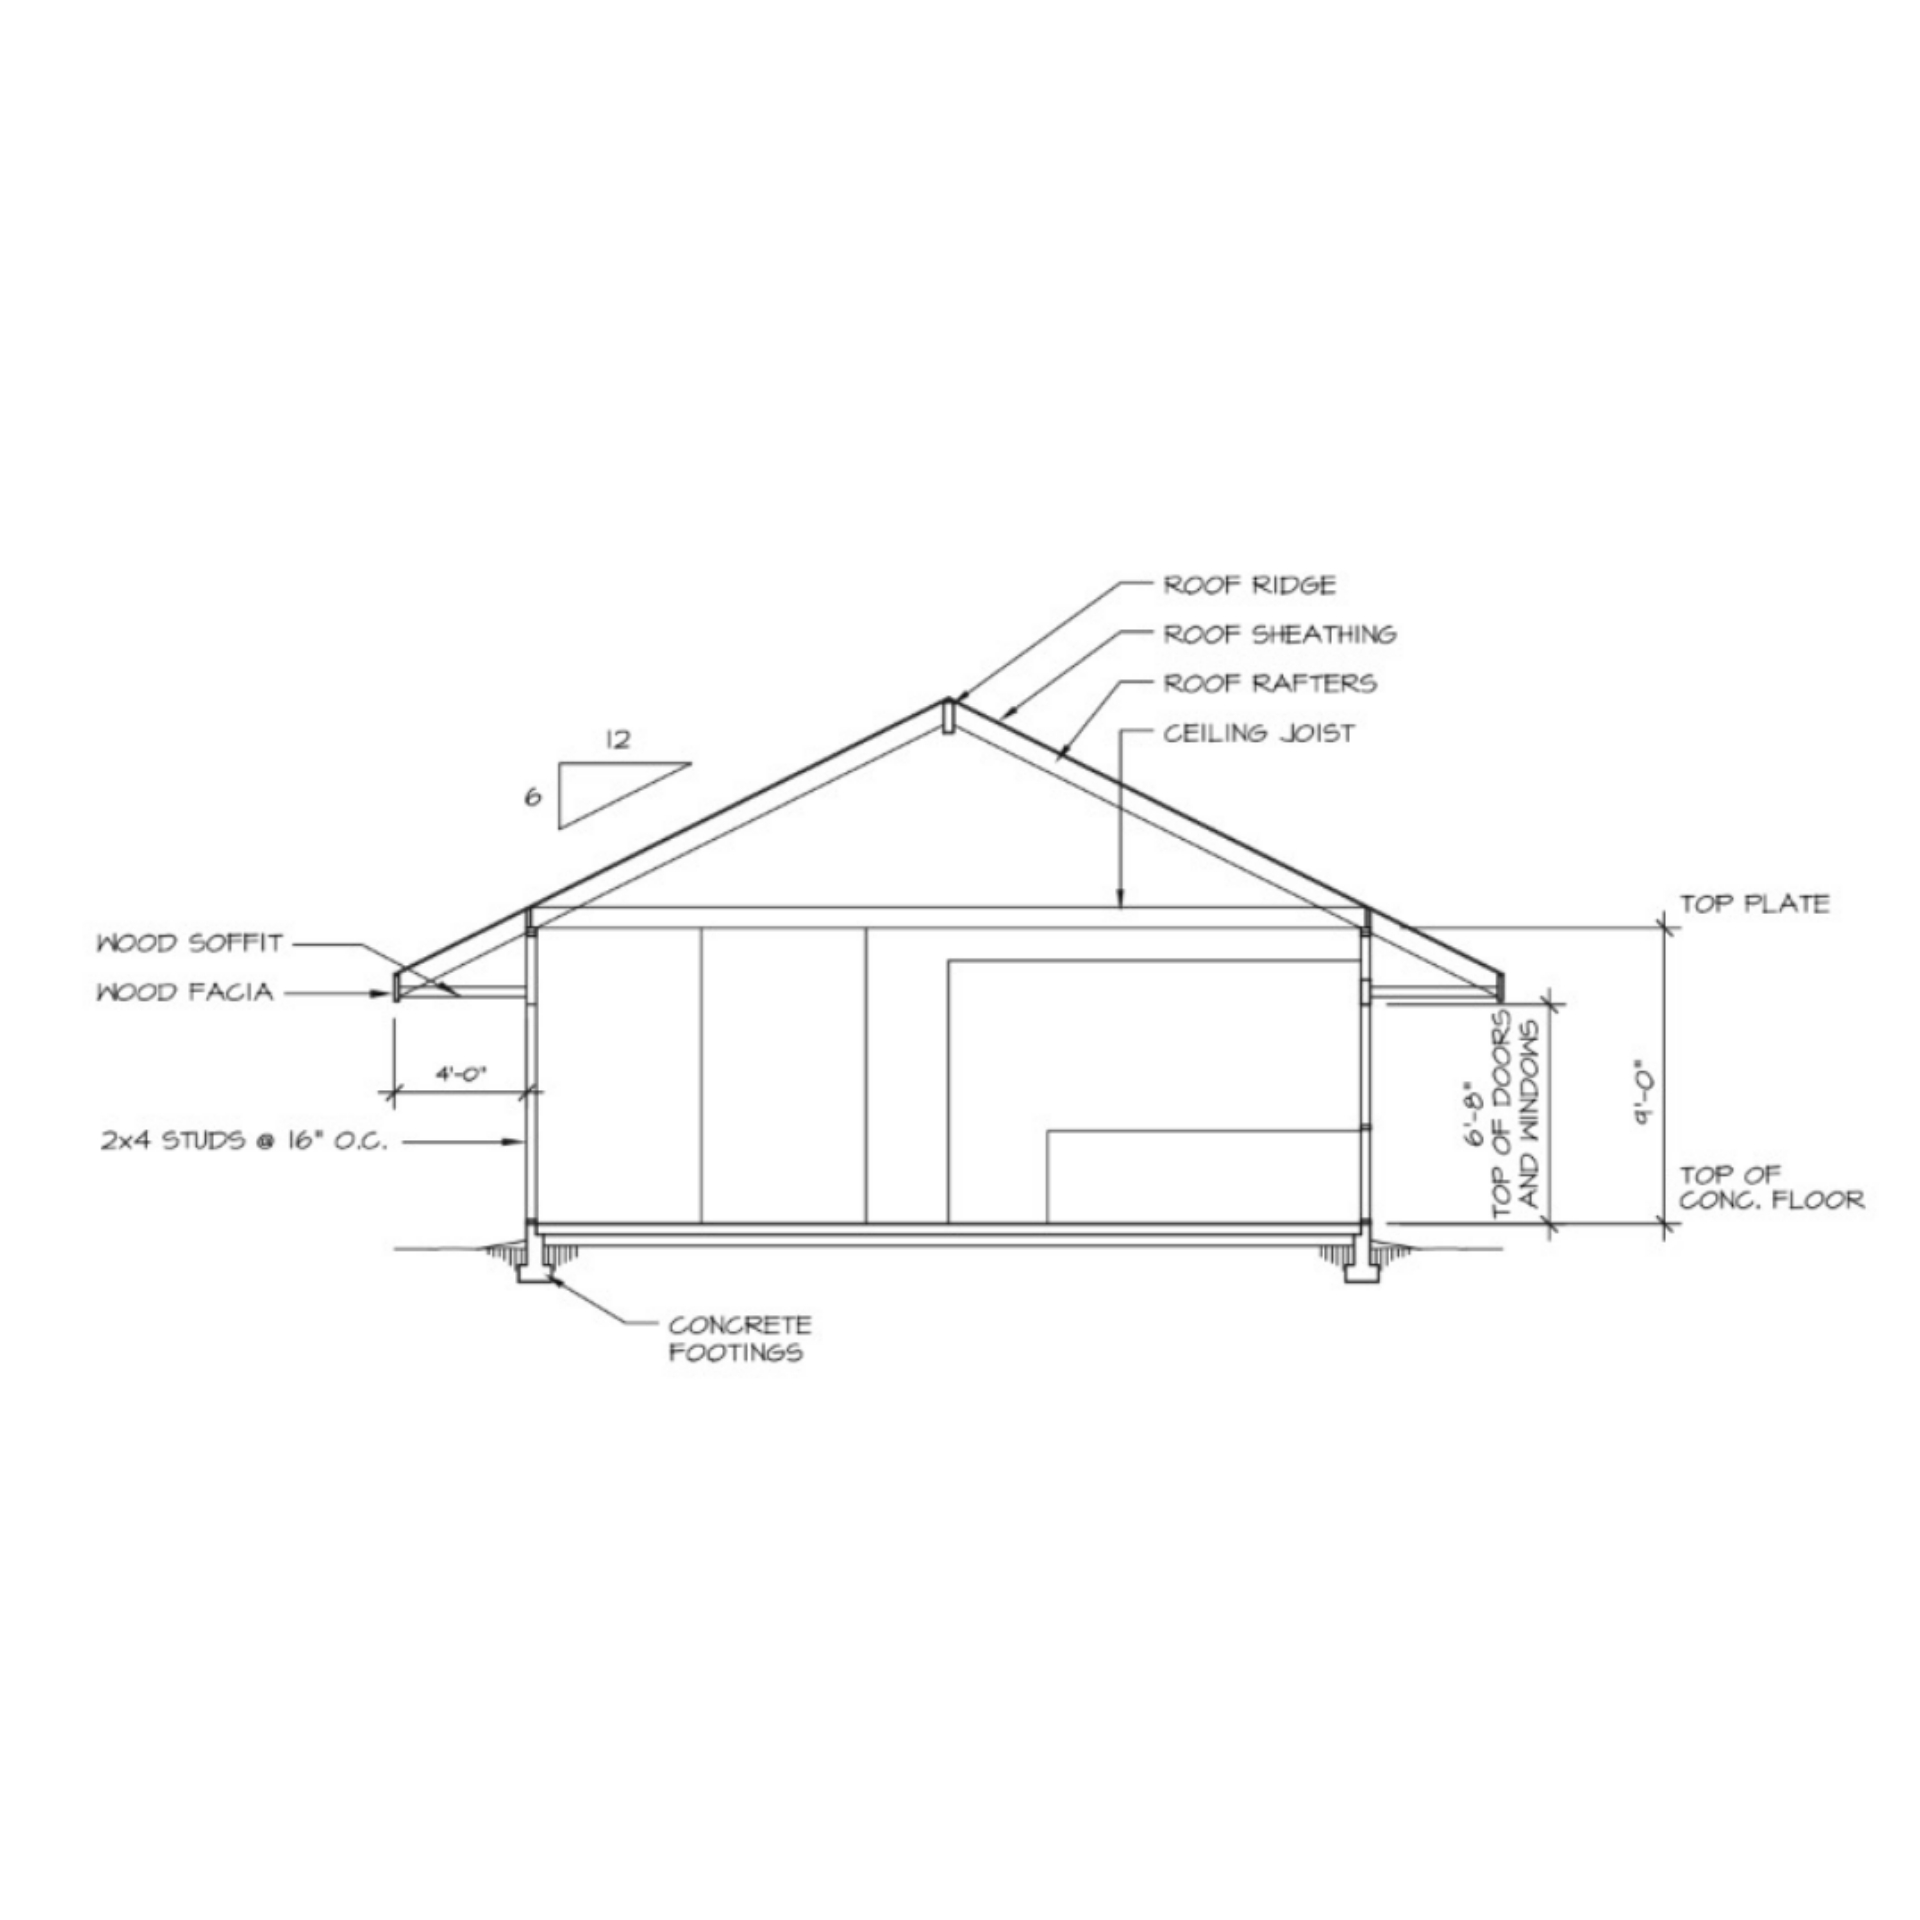 ROOF RIDGE
ROOF SHEATHING
ROOF RAFTERS
CEILING JOIST
12
6
TOP PLATE
WOOD SOFFIT
WOOD FACIA
4'-0"
2x4 STUDS @ 16" O.C.
6'-8"
TOP OF DOORS
AND WINDOWS
9'-0"
TOP OF
CONC. FLOOR
CONCRETE
FOOTINGS